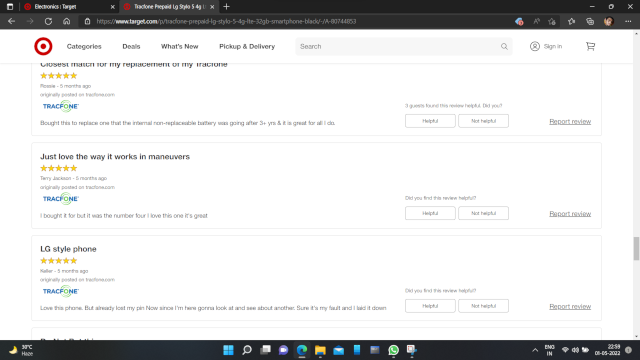 Electronics : Target
Tracfone Prepaid Lg Stylo 5 4g l
https://www.target.com/p/tracfone-prepaid-lg-stylo-5-4g-lte-32gb-smartphone-black/-/A-80744853
Categories
Deals
What's New
Pickup & Delivery
Search
Sign in
Closest match for my replacement of my Tracfone
- 5 months ago
originally posted on tracfone.com
TRACFONE
Bought this to replace one that the internal non-replaceable battery was going after 3+ yrs & it is great for all I do.
3 guests found this review helpful. Did you?
Helpful
Not helpful
Report review
Just love the way it works in maneuvers
Terry Jackson - 5 months ago
originally posted on tracfone.com
TRACFONE
I bought it for but it was the number four I love this one it's great
Did you find this review helpful?
Helpful
Not helpful
Report review
LG style phone
Keller - 5 months ago
originally posted on tracfone.com
TRACFONE
Love this phone. But already lost my pin Now since I'm here gonna look at and see about another. Sure it's my fault and I laid it down
Did you find this review helpful?
Helpful
Not helpful
Report review
30°C
Haze
ENG
IN
22:59
01-05-2022